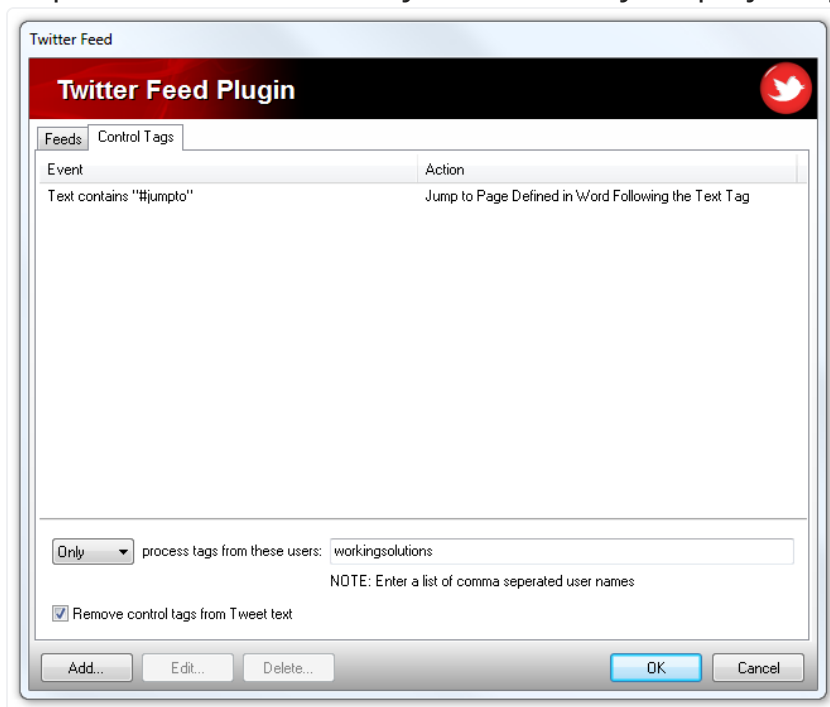 Twitter Feed
Twitter Feed Plugin
Feeds Control Tags
Event Action
Text contains "#jumpto" Jump to Page Defined in Word Following the Text Tag
Only process tags from these users: workingsolutions
NOTE: Enter a list of comma seperated user names
Remove control tags from Tweet text
Add... Edit... Delete... OK Cancel